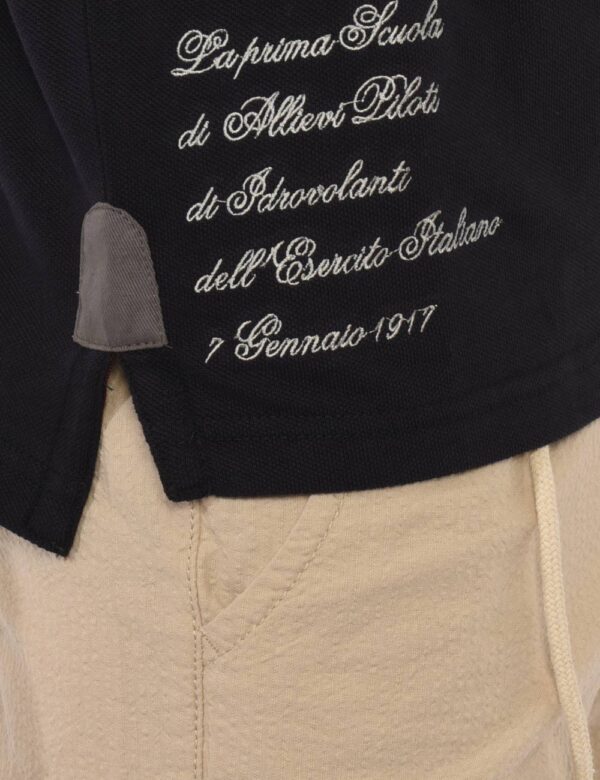 La prima Scuola
di Allievi Piloti
di Idrovolanti
dell'Esercito Italiano
7 Gennaio 1917